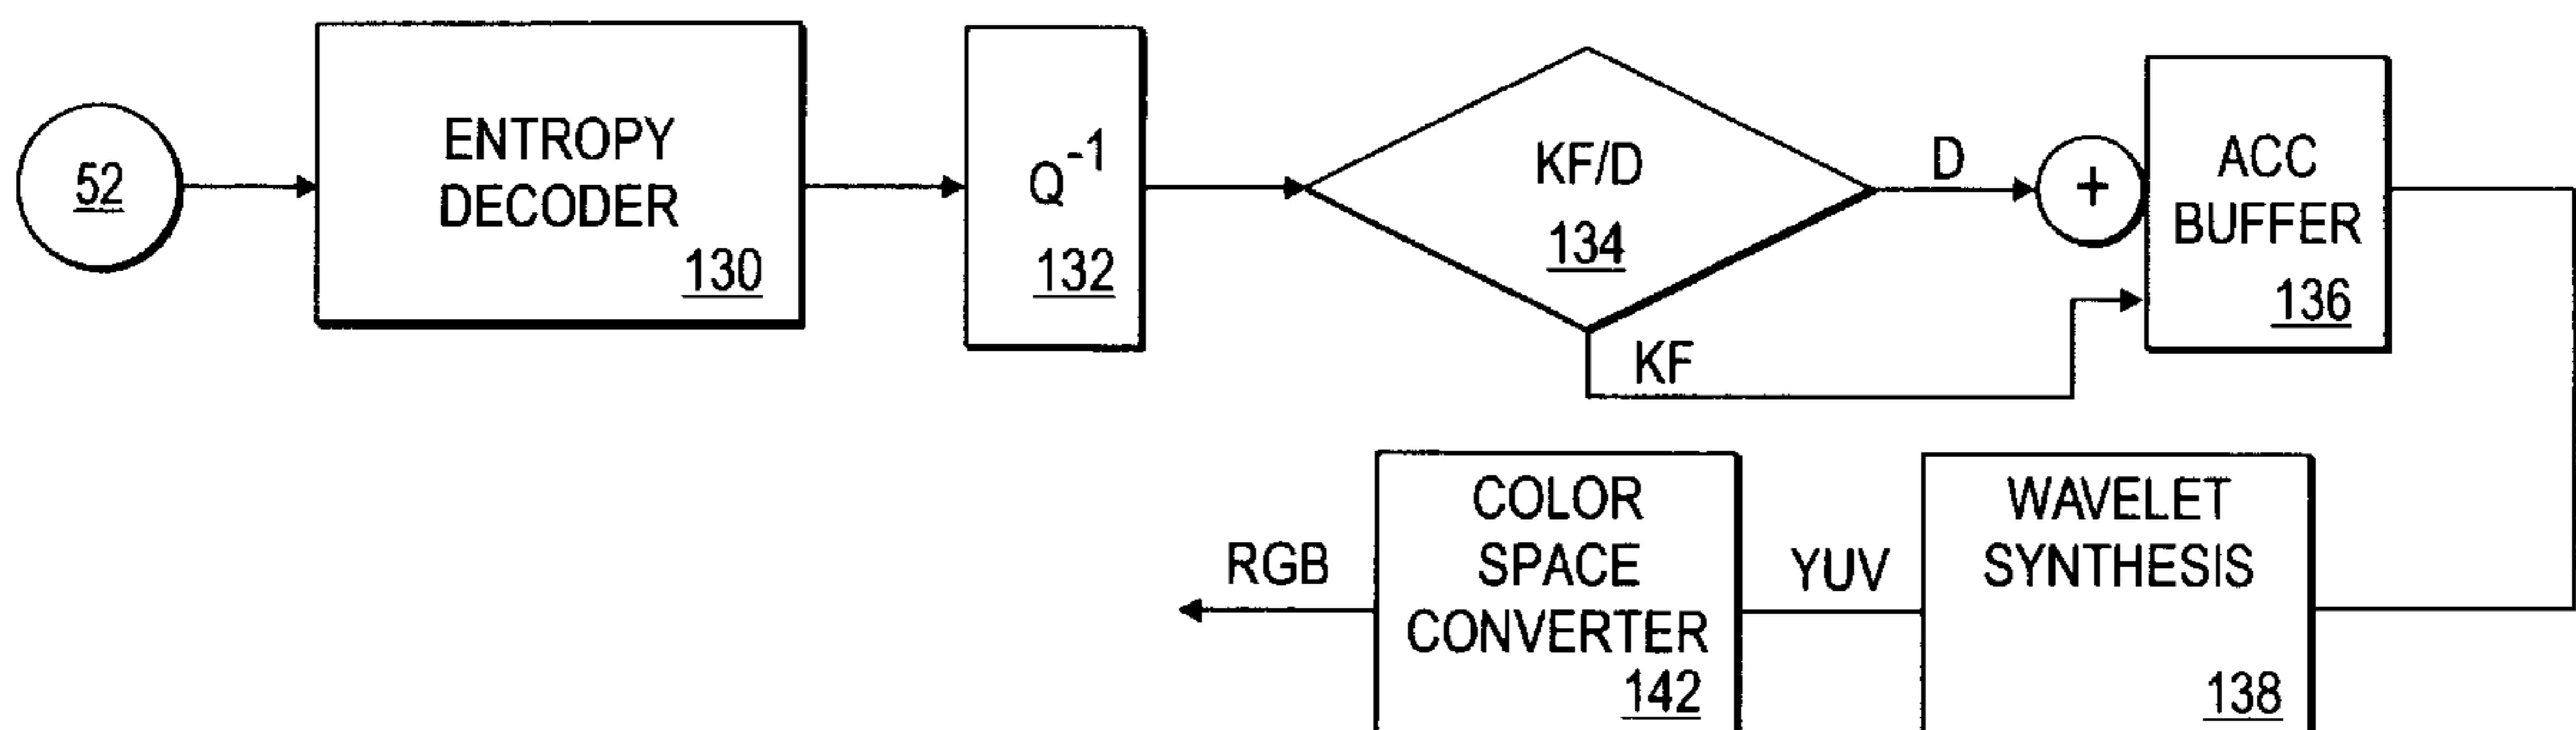 52
ENTROPY
DECODER
130
Q-1
132
KF/D
134
D
+
ACC
BUFFER
136
KF
RGB
COLOR
SPACE
CONVERTER
142
YUV
WAVELET
SYNTHESIS
138